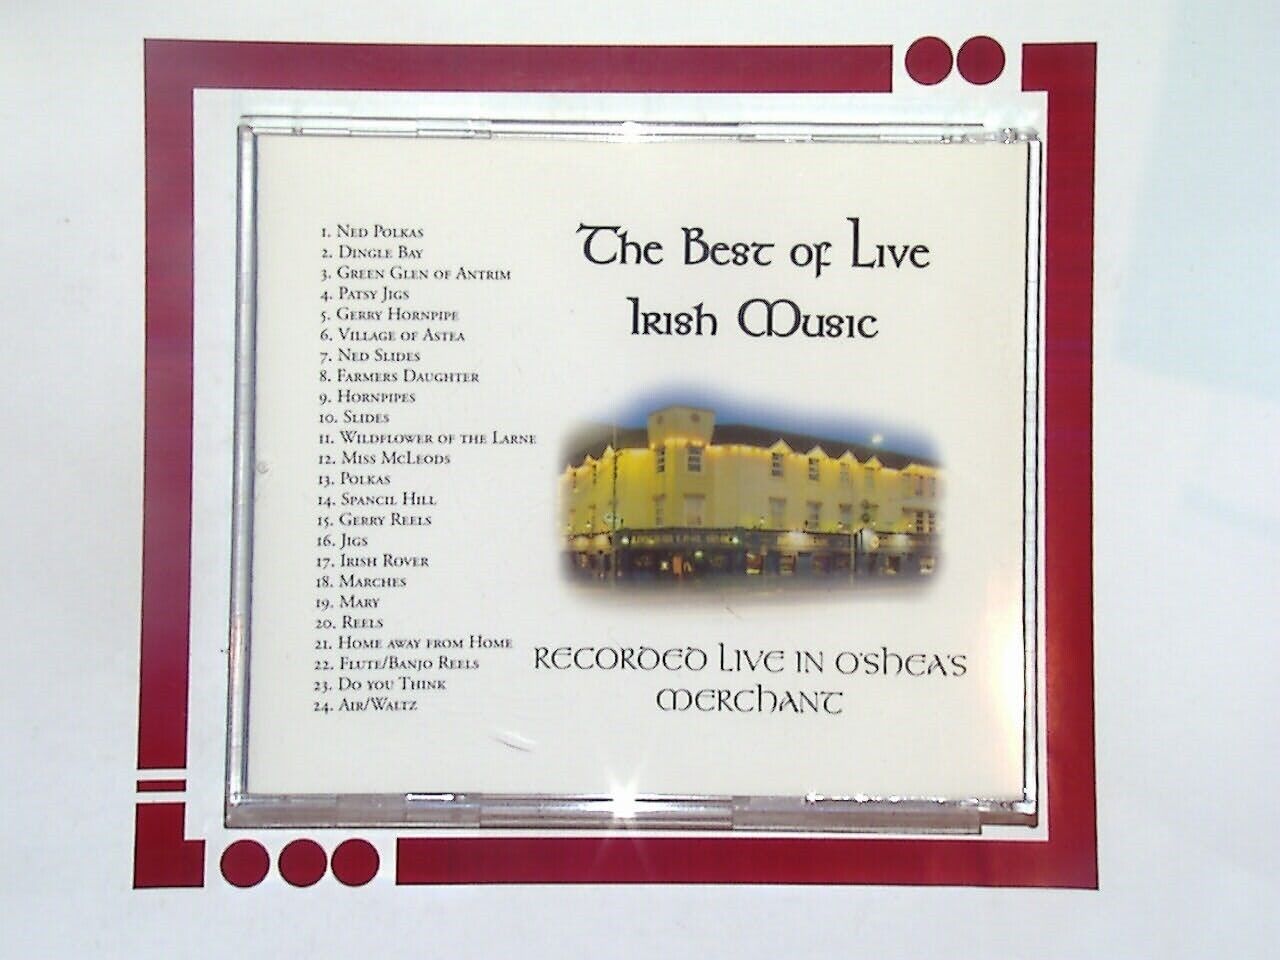 1. Ned Polkas
2. Dingle Bay
3. Green Glen of Antrim
4. Patsy Jigs
5. Gerry Hornpipe
6. Village of Astea
7. Ned Slides
8. Farmers Daughter
9. Hornpipes
10. Slides
11. Wildflower of the Larne
12. Miss McLeods
13. Polkas
14. Spancil Hill
15. Gerry Reels
16. Jigs
17. Irish Rover
18. Marches
19. Mary
20. Reels
21. Home away from Home
22. Flute/Banjo Reels
23. Do you Think
24. Air/Waltz
The Best of Live
Irish Music
RECORDED LIVE IN O'SHEA'S
MERCHANT